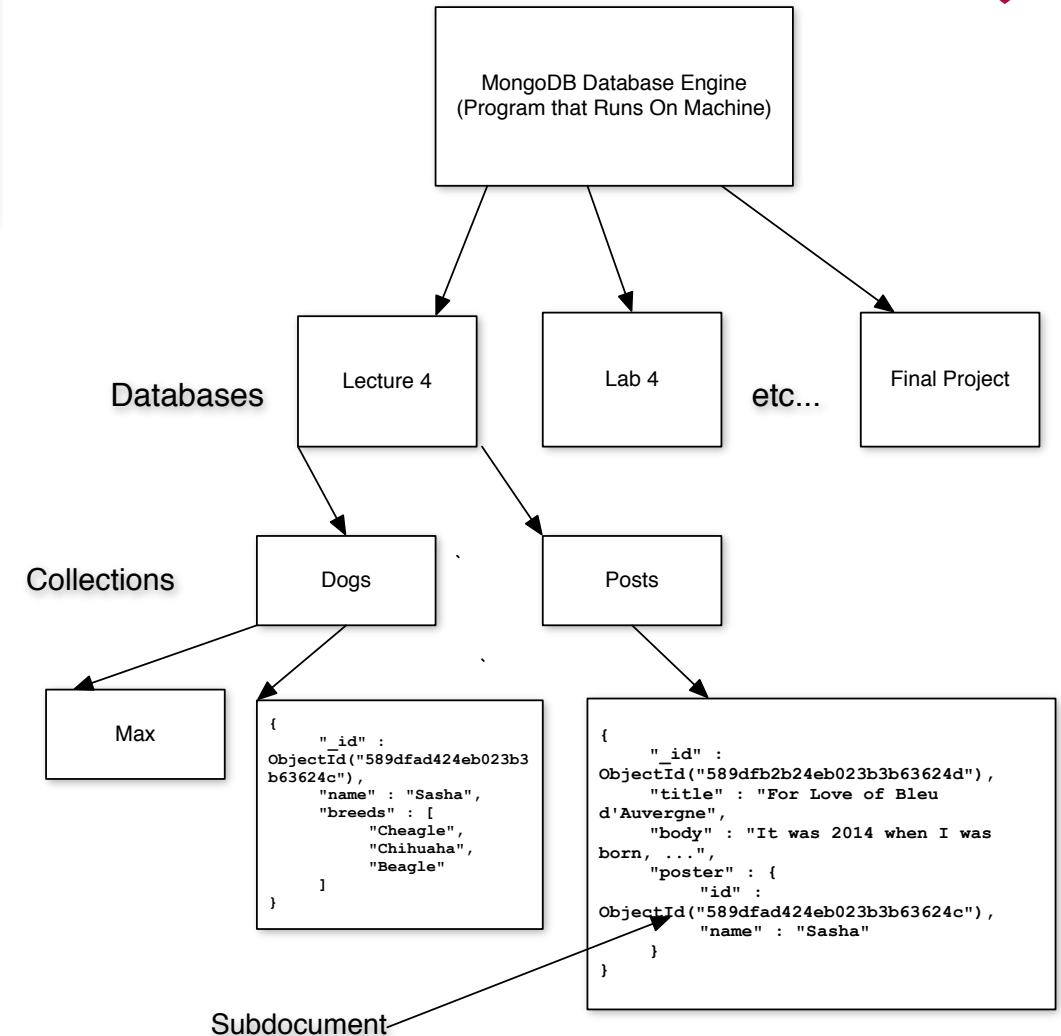 MongoDB Database Engine
(Program that Runs On Machine)
Databases
Lecture 4
Lab 4
etc...
Final Project
Collections
Dogs
Posts
Max
{
"_id" :
ObjectId("589dfad424eb023b3
b63624c"),
"name" : "Sasha",
"breeds" : [
"Cheagle",
"Chihuaha",
"Beagle"
]
}
{
"_id" :
ObjectId("589dfb2b24eb023b3b63624d"),
"title" : "For Love of Bleu
d'Auvergne",
"body" : "It was 2014 when I was
born, ...",
"poster" : {
"id" :
ObjectId("589dfad424eb023b3b63624c"),
"name" : "Sasha"
}
}
Subdocument